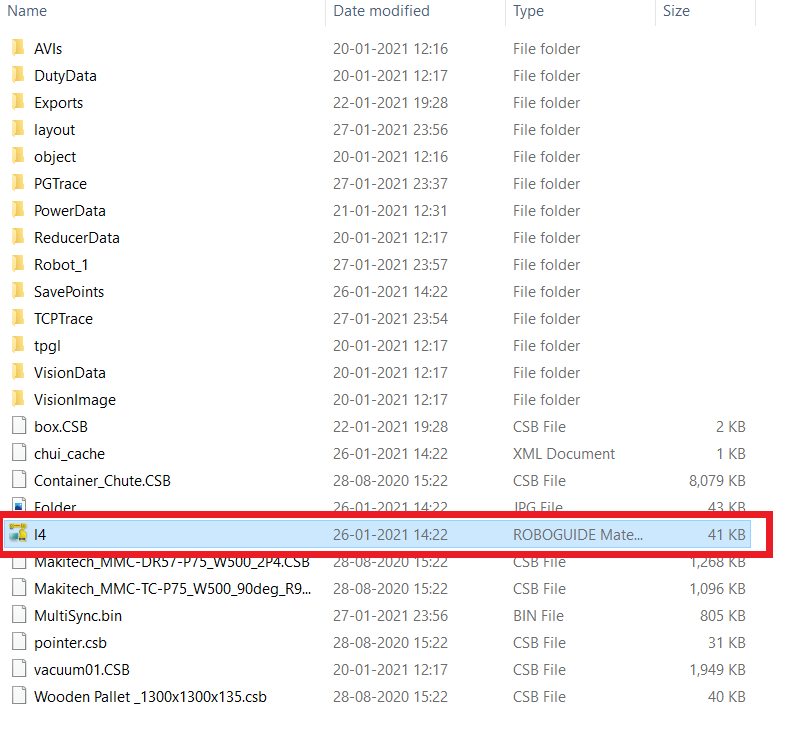 Name Date modified Type Size
AVIs 20-01-2021 12:16 File folder
DutyData 20-01-2021 12:17 File folder
Exports 22-01-2021 19:28 File folder
layout 27-01-2021 23:56 File folder
object 20-01-2021 12:16 File folder
PGTrace 27-01-2021 23:37 File folder
PowerData 21-01-2021 12:31 File folder
ReducerData 20-01-2021 12:17 File folder
Robot_1 27-01-2021 23:57 File folder
SavePoints 26-01-2021 14:22 File folder
TCPTrace 27-01-2021 23:54 File folder
tpgl 20-01-2021 12:17 File folder
VisionData 20-01-2021 12:17 File folder
VisionImage 20-01-2021 12:17 File folder
box.CSB 22-01-2021 19:28 CSB File 2 KB
chui_cache 26-01-2021 14:22 XML Document 1 KB
Container_Chute.CSB 28-08-2020 15:22 CSB File 8,079 KB
Folder 26-01-2021 14:22 JPG File 43 KB
I4 26-01-2021 14:22 ROBOGUIDE Mate... 41 KB
Makitech_MMC-DR57-P75_W500_2P4.CSB 28-08-2020 15:22 CSB File 1,268 KB
Makitech_MMC-TC-P75_W500_90deg_R9... 28-08-2020 15:22 CSB File 1,096 KB
MultiSync.bin 27-01-2021 23:56 BIN File 805 KB
pointer.csb 28-08-2020 15:22 CSB File 31 KB
vacuum01.CSB 20-01-2021 12:17 CSB File 1,949 KB
Wooden Pallet _1300x1300x135.csb 28-08-2020 15:22 CSB File 40 KB